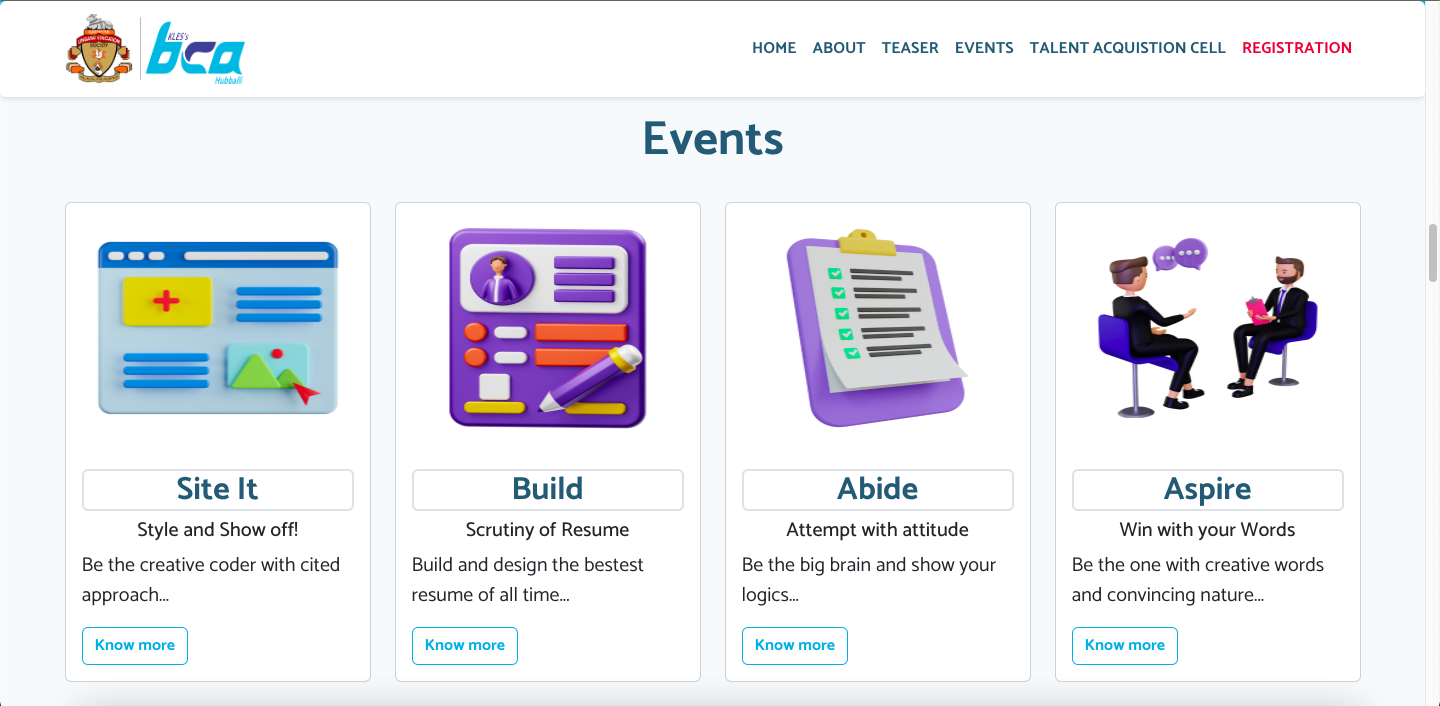 KLES's
bca
Hubballi
HOME ABOUT TEASER EVENTS TALENT ACQUISTION CELL REGISTRATION
Events
Site It
Style and Show off!
Be the creative coder with cited
approach...
Know more
Build
Scrutiny of Resume
Build and design the bestest
resume of all time...
Know more
Abide
Attempt with attitude
Be the big brain and show your
logics...
Know more
Aspire
Win with your Words
Be the one with creative words
and convincing nature...
Know more